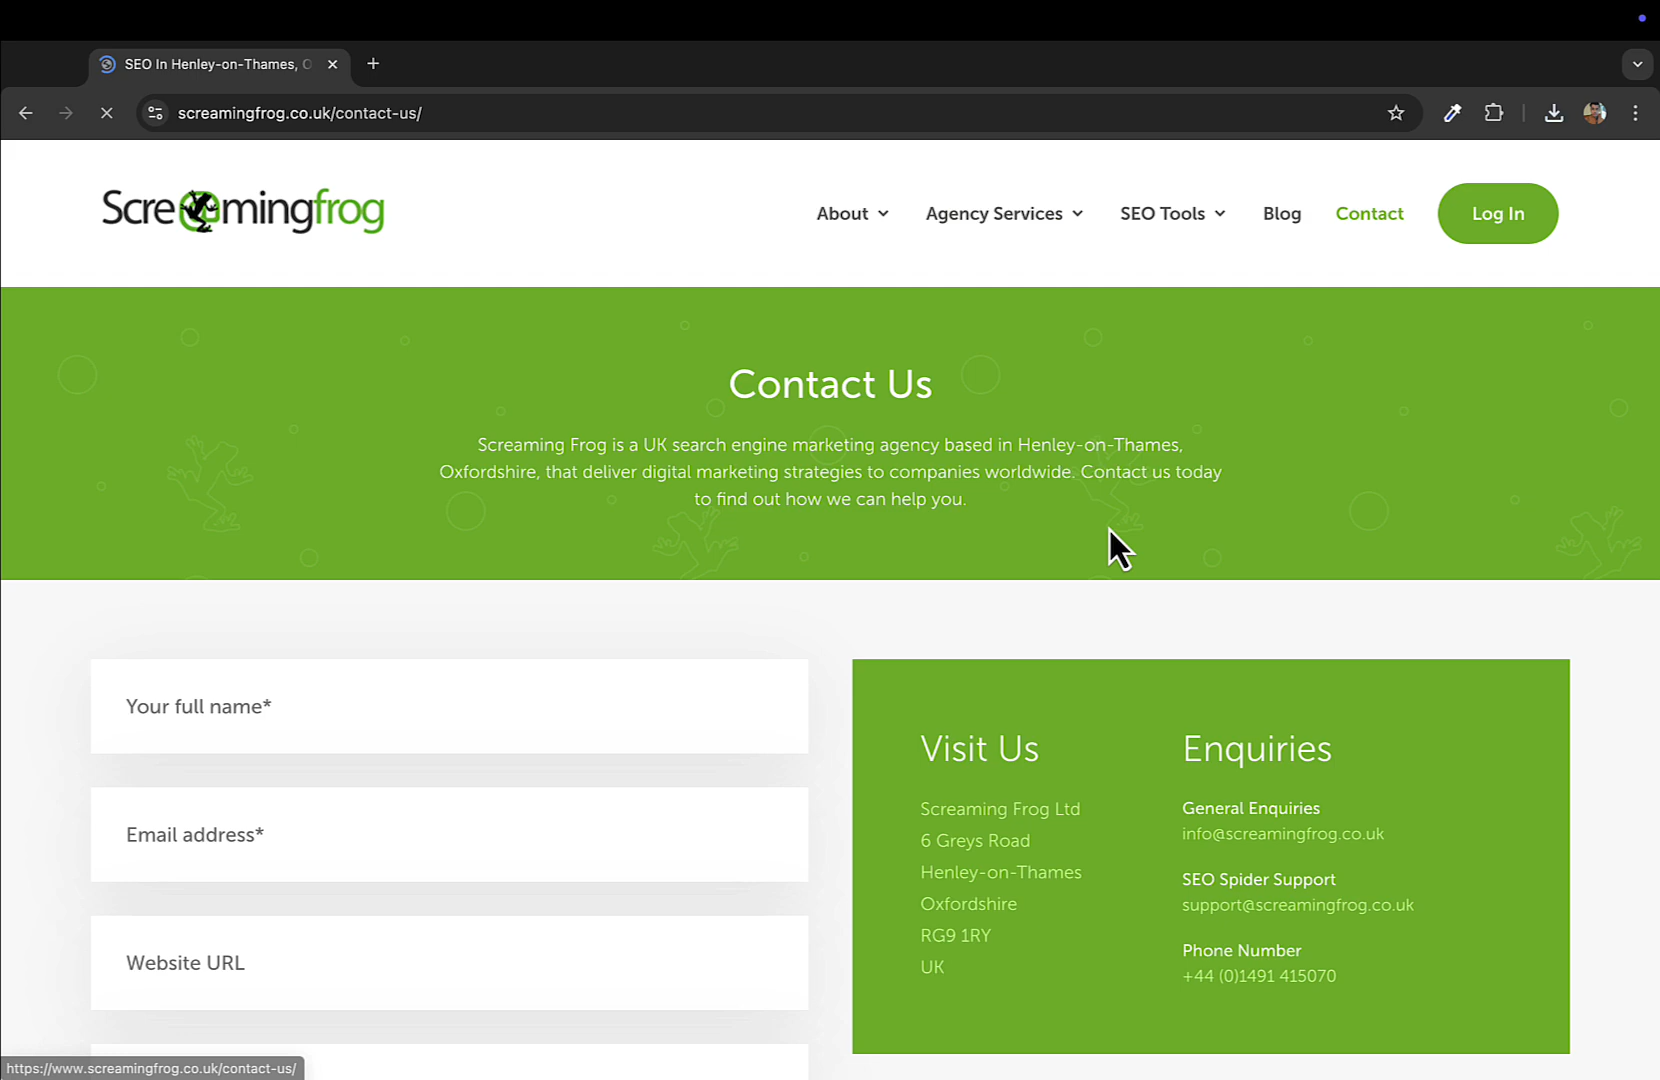 SEO In Henley-on-Thames, O
screamingfrog.co.uk/contact-us/
Screamingfrog
About
Agency Services
SEO Tools
Blog
Contact
Log In
Contact Us
Screaming Frog is a UK search engine marketing agency based in Henley-on-Thames,
Oxfordshire, that deliver digital marketing strategies to companies worldwide. Contact us today
to find out how we can help you.
Your full name*
Email address*
Website URL
Visit Us
Screaming Frog Ltd
6 Greys Road
Henley-on-Thames
Oxfordshire
RG9 1RY
UK
Enquiries
General Enquiries
info@screamingfrog.co.uk
SEO Spider Support
support@screamingfrog.co.uk
Phone Number
+44 (0)1491 415070
https://www.screamingfrog.co.uk/contact-us/